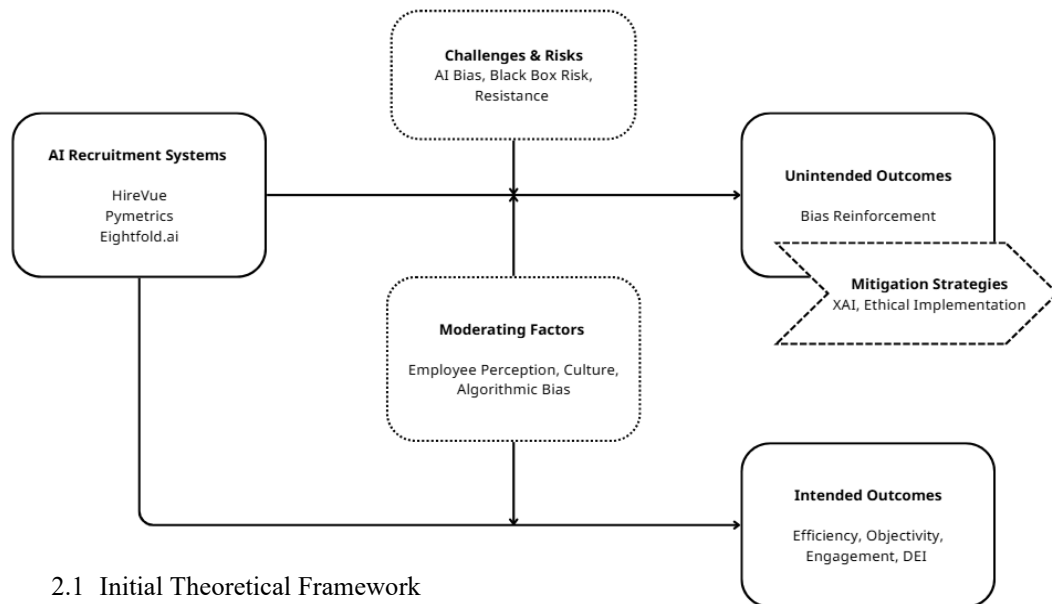 Challenges & Risks
AI Bias, Black Box Risk,
Resistance
AI Recruitment Systems
HireVue
Pymetrics
Eightfold.ai
Unintended Outcomes
Bias Reinforcement
Mitigation Strategies
XAI, Ethical Implementation
Moderating Factors
Employee Perception, Culture,
Algorithmic Bias
Intended Outcomes
Efficiency, Objectivity,
Engagement, DEI
2.1 Initial Theoretical Framework